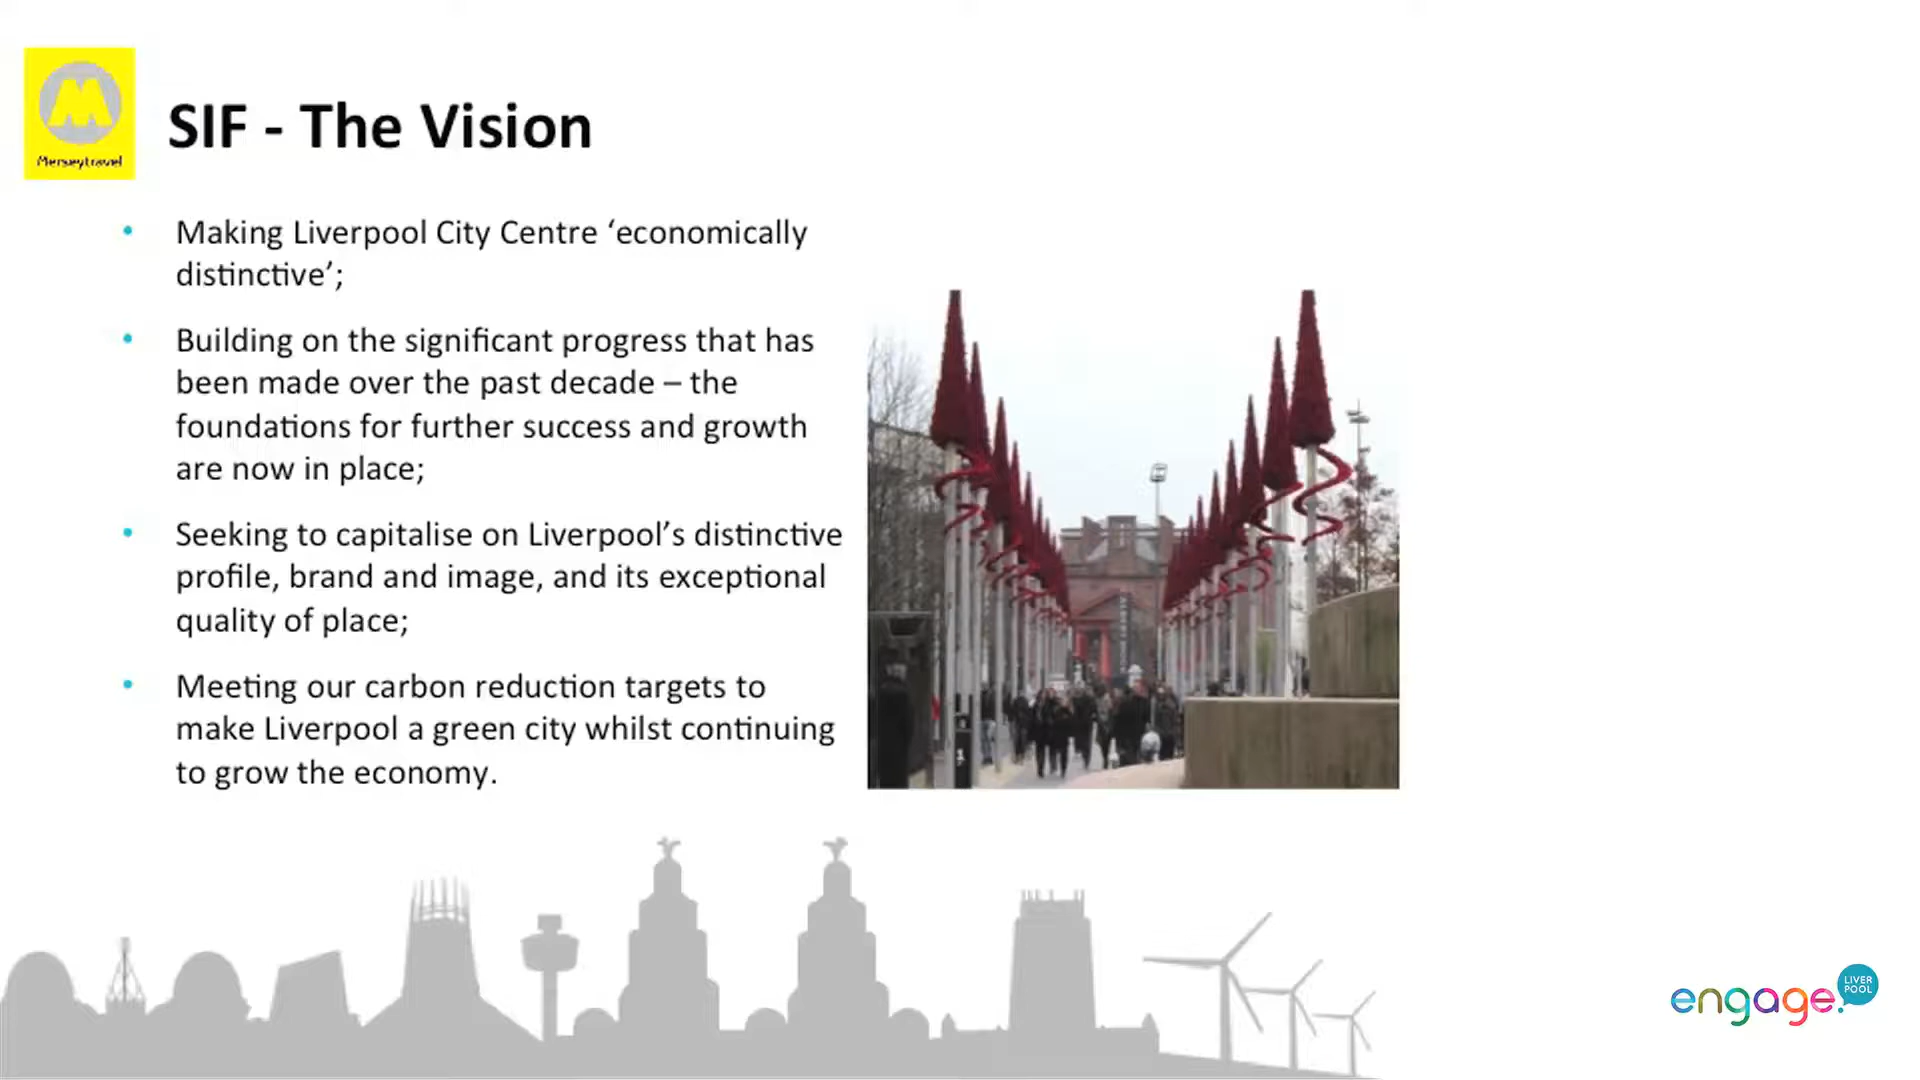 Merseytravel
SIF - The Vision
• Making Liverpool City Centre ‘economically
distinctive’;
• Building on the significant progress that has
been made over the past decade – the
foundations for further success and growth
are now in place;
• Seeking to capitalise on Liverpool’s distinctive
profile, brand and image, and its exceptional
quality of place;
• Meeting our carbon reduction targets to
make Liverpool a green city whilst continuing
to grow the economy.
engage.
LIVER
POOL